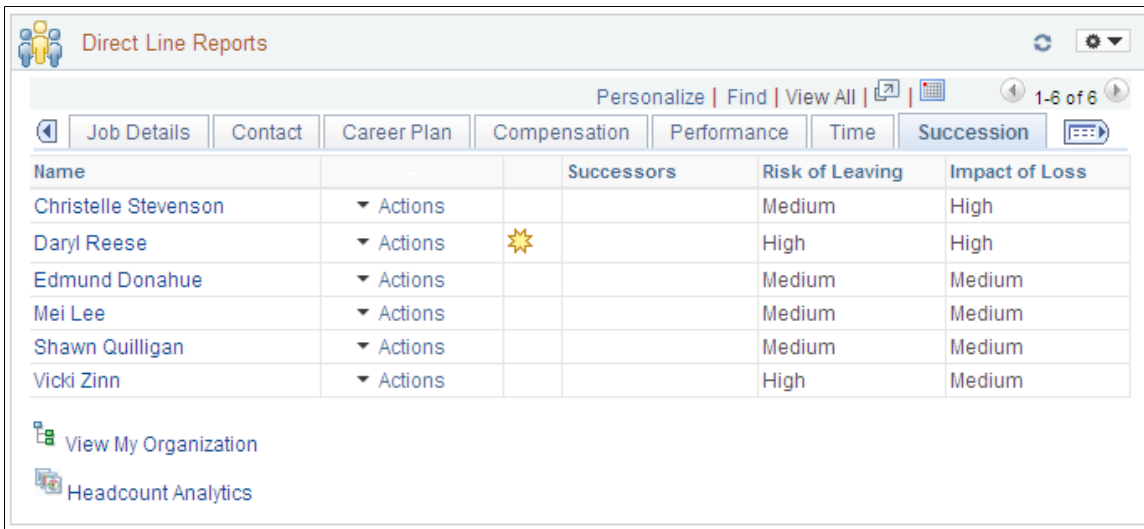 Direct Line Reports
Personalize | Find | View All | | 1-6 of 6
Job Details Contact Career Plan Compensation Performance Time Succession
Name Successors Risk of Leaving Impact of Loss
Christelle Stevenson Actions Medium High
Daryl Reese Actions High High
Edmund Donahue Actions Medium Medium
Mei Lee Actions Medium Medium
Shawn Quilligan Actions Medium Medium
Vicki Zinn Actions High Medium
View My Organization
Headcount Analytics